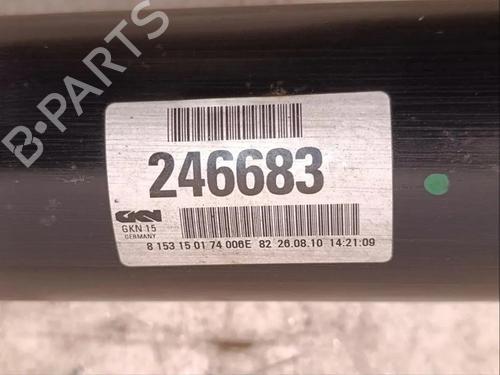 B-PARTS
246683
GKN
GKN 15
GERMANY
8 153 15 01 74 006E 82 26.08.10 14:21:09